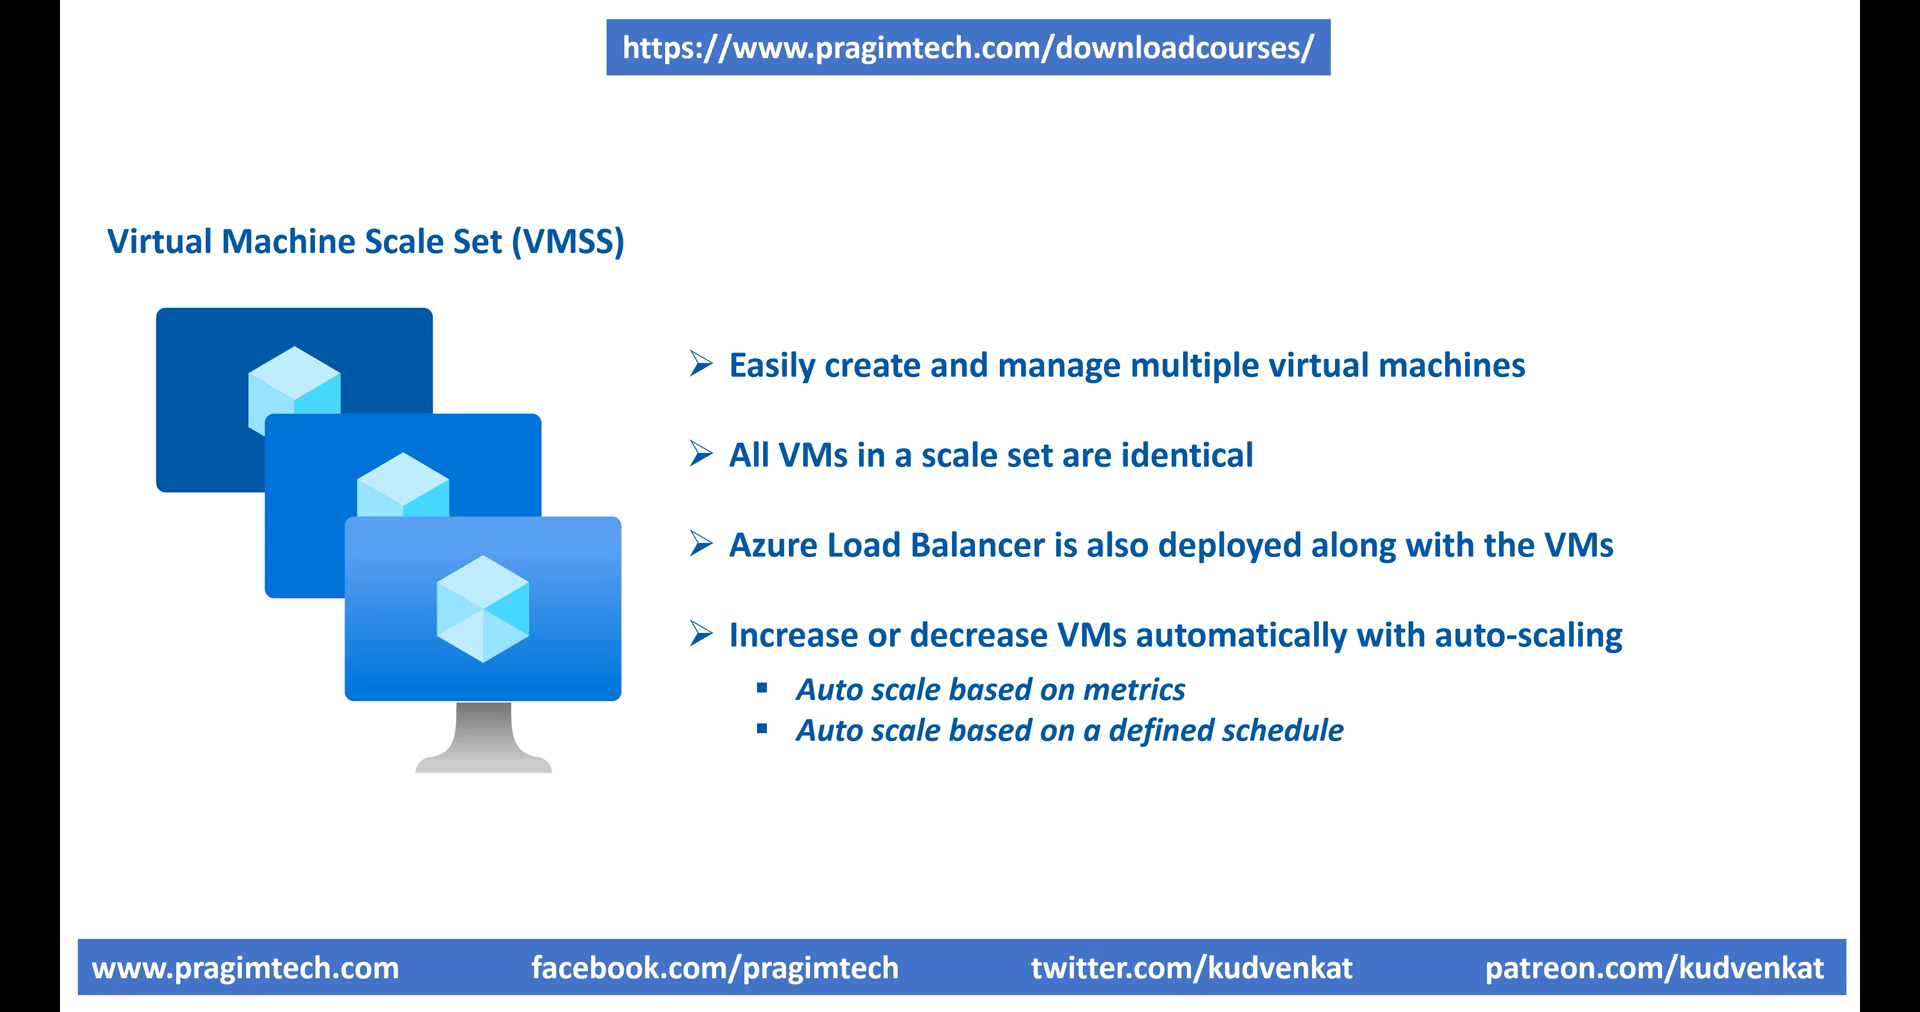 https://www.pragimtech.com/downloadcourses/
Virtual Machine Scale Set (VMSS)
Easily create and manage multiple virtual machines
All VMs in a scale set are identical
Azure Load Balancer is also deployed along with the VMs
Increase or decrease VMs automatically with auto-scaling
Auto scale based on metrics
Auto scale based on a defined schedule
www.pragimtech.com facebook.com/pragimtech twitter.com/kudvenkat patreon.com/kudvenkat